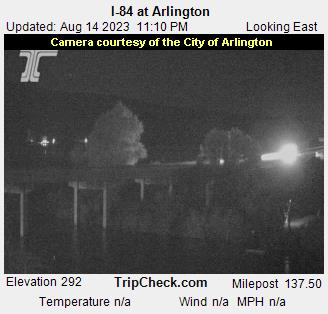 I-84 at Arlington
Updated: Aug 14 2023 11:10 PM Looking East
Camera courtesy of the City of Arlington
Elevation 292 TripCheck.com Milepost 137.50
Temperature n/a Wind n/a MPH n/a